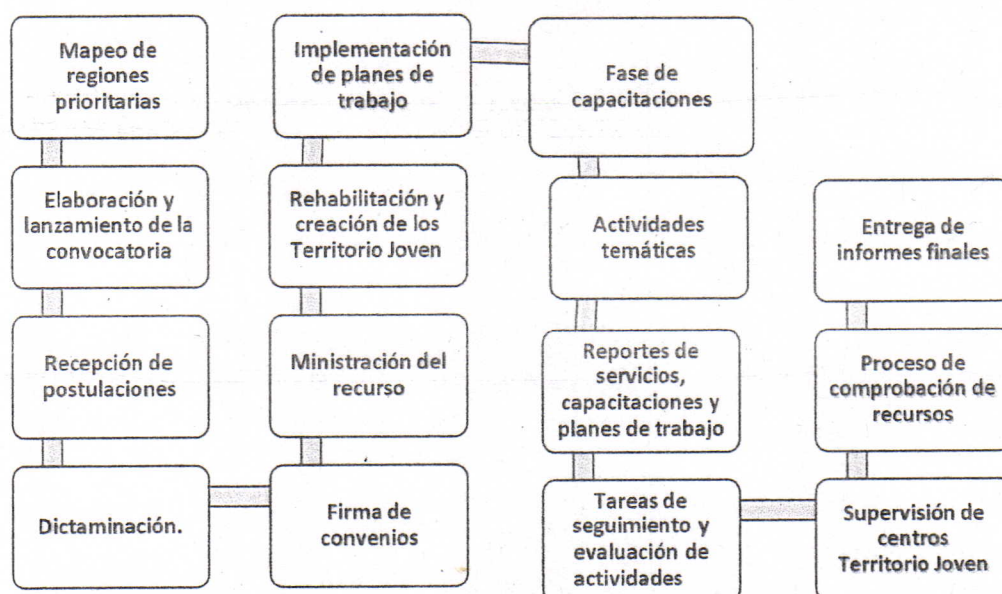 Mapeo de
regiones
prioritarias
Elaboración y
lanzamiento de la
convocatoria
Recepción de
postulaciones
Dictaminación.
Firma de
convenios
Ministración del
recurso
Rehabilitación y
creación de los
Territorio Joven
Implementación
de planes de
trabajo
Fase de
capacitaciones
Actividades
temáticas
Reportes de
servicios,
capacitaciones y
planes de trabajo
Tareas de
seguimiento y
evaluación de
actividades
Supervisión de
centros
Territorio Joven
Proceso de
comprobación de
recursos
Entrega de
informes finales